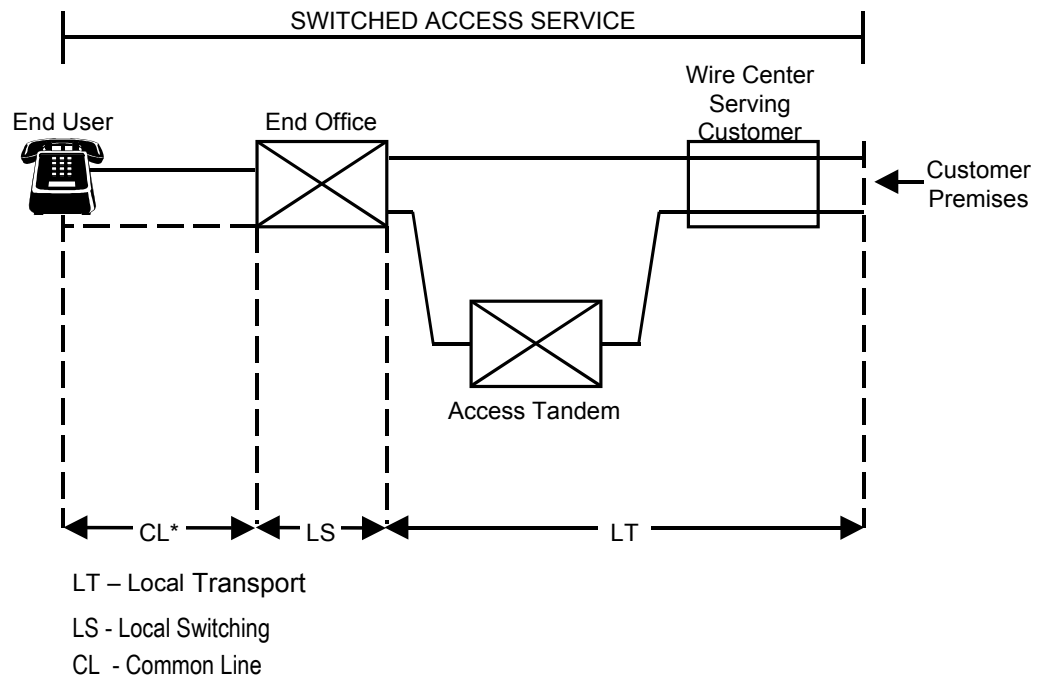 SWITCHED ACCESS SERVICE
Wire Center
Serving
Customer
End User
End Office
Customer
Premises
Access Tandem
CL*
LS
LT
LT – Local Transport
LS - Local Switching
CL - Common Line